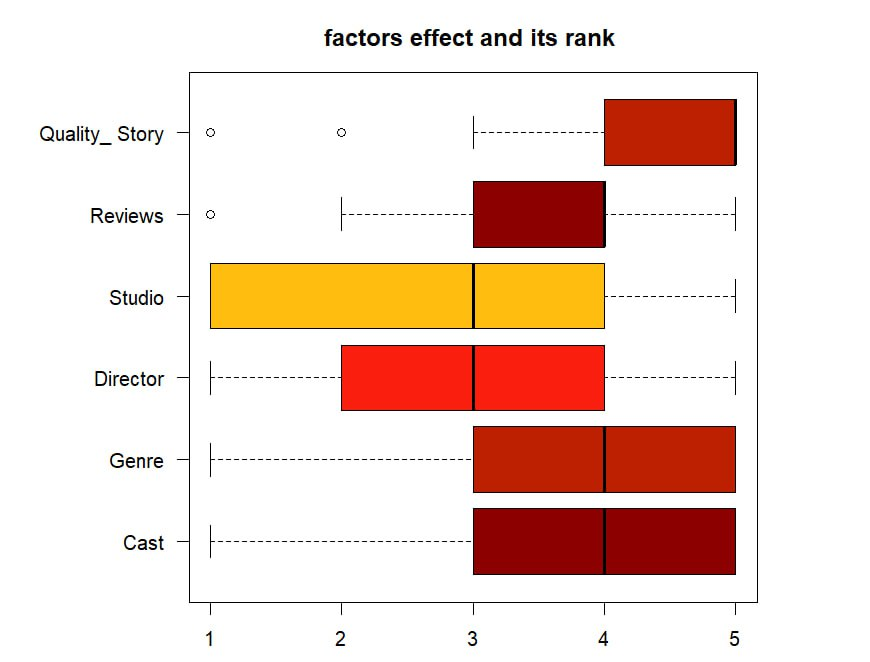 factors effect and its rank
Quality_ Story
Reviews
Studio
Director
Genre
Cast
1 2 3 4 5